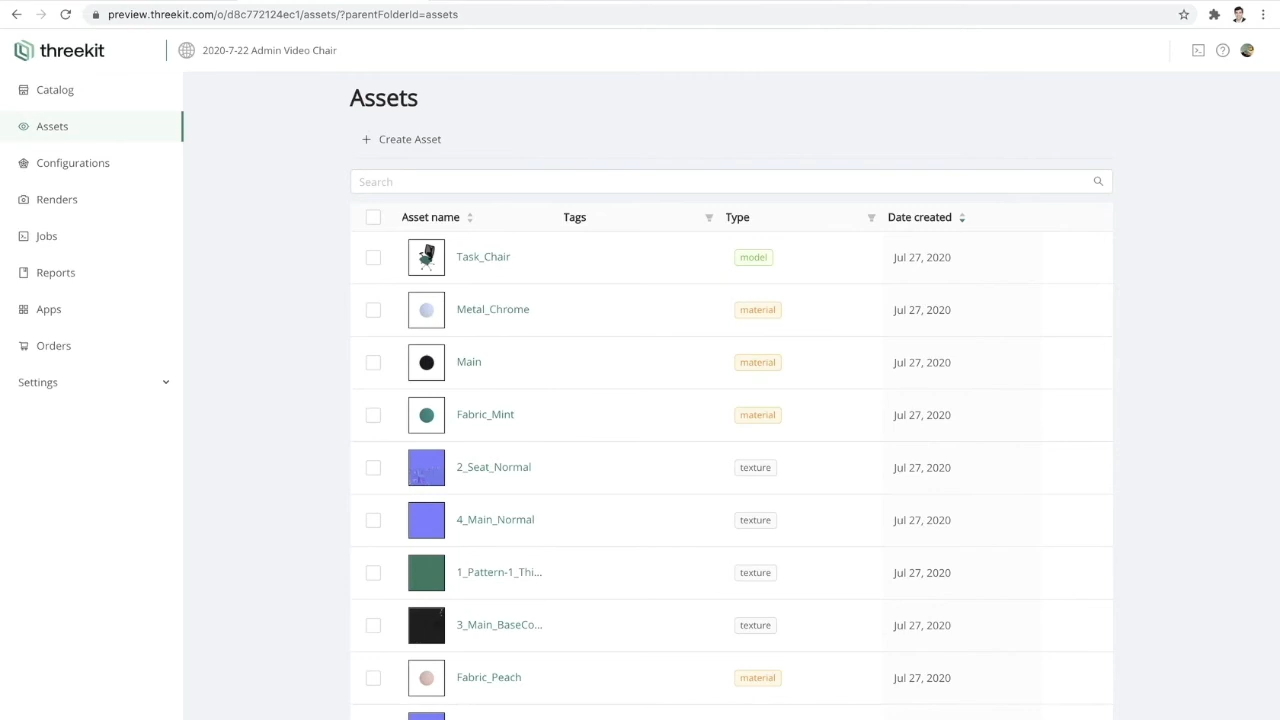 preview.threekit.com/o/d8c772124ec1/assets/?parentFolderId=assets
threekit
2020-7-22 Admin Video Chair
Catalog
Assets
Configurations
Renders
Jobs
Reports
Apps
Orders
Settings
Assets
+ Create Asset
Search
Asset name Tags Type Date created
Task_Chair model Jul 27, 2020
Metal_Chrome material Jul 27, 2020
Main material Jul 27, 2020
Fabric_Mint material Jul 27, 2020
2_Seat_Normal texture Jul 27, 2020
4_Main_Normal texture Jul 27, 2020
1_Pattern-1_Thi... texture Jul 27, 2020
3_Main_BaseCo... texture Jul 27, 2020
Fabric_Peach material Jul 27, 2020